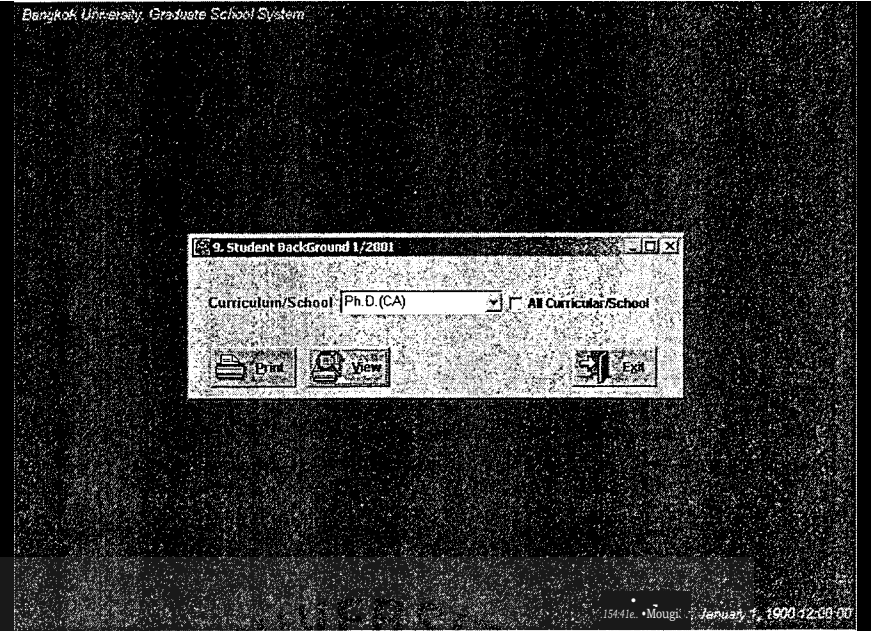 Bangkok University, Graduate School System
9. Student BackGround 1/2001
Curriculum/School Ph.D.(CA) All Curricular/School
Print View Exit
January 1, 1900 12:00:00